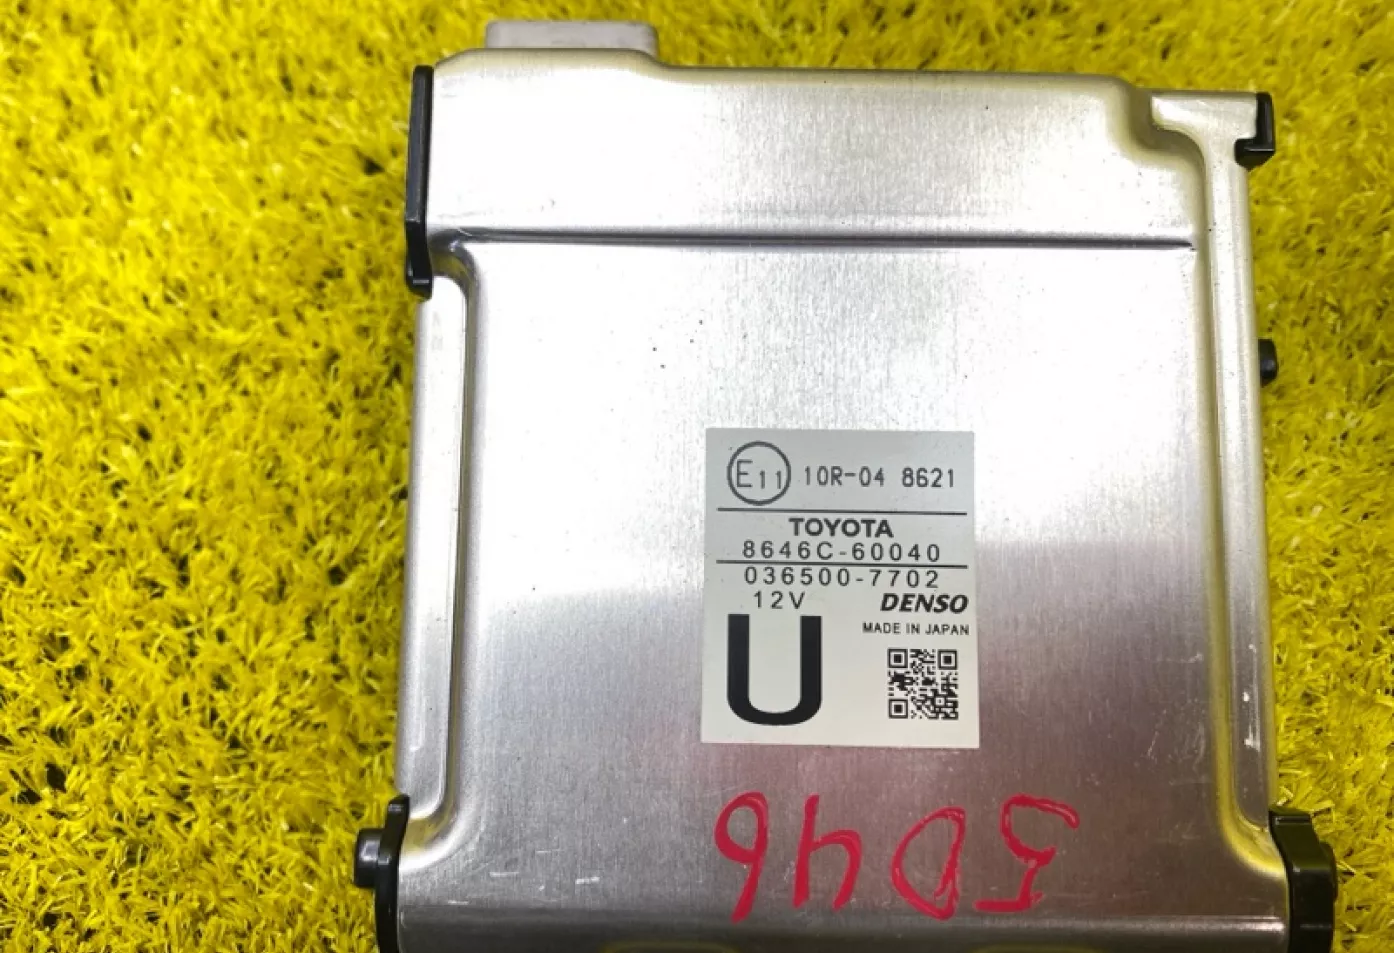 E11 10R-04 8621
TOYOTA
8646C-60040
036500-7702
12V DENSO
MADE IN JAPAN
U
5D46